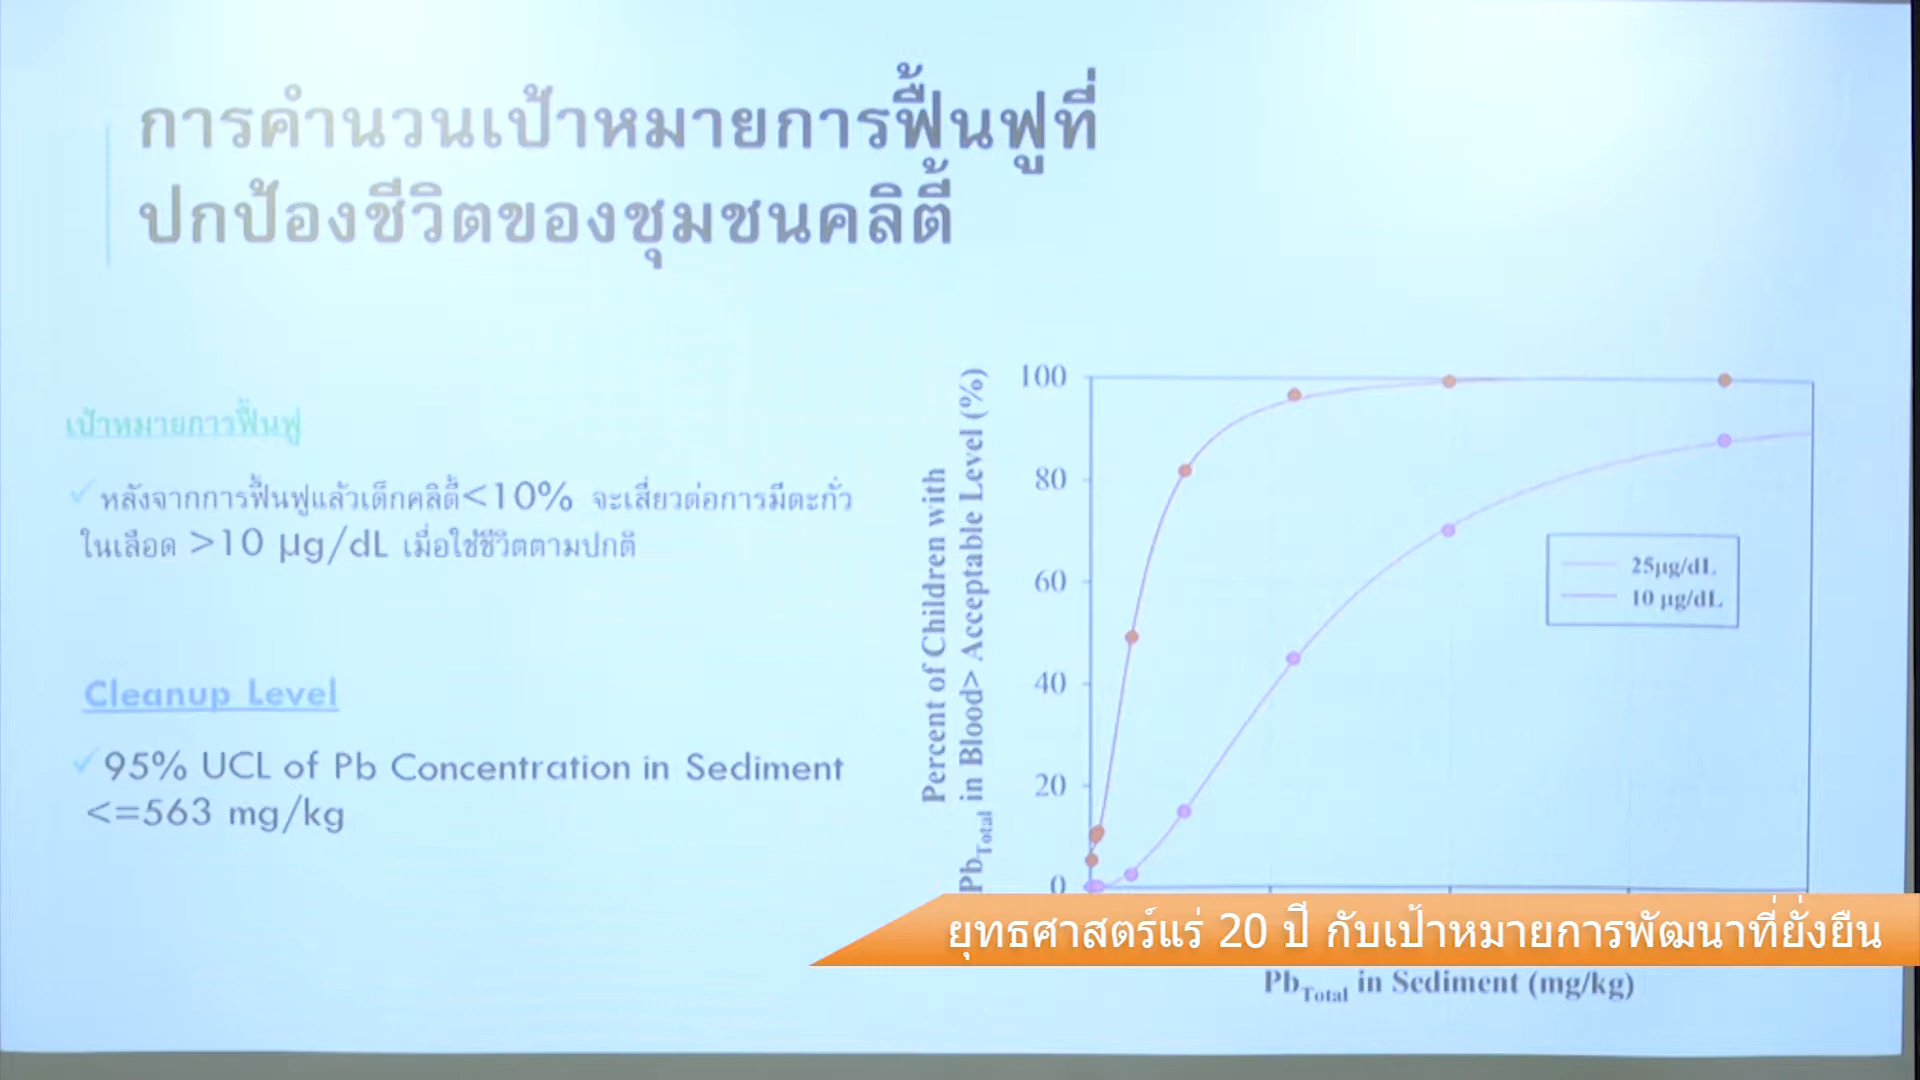 การคำนวนเป้าหมายการฟื้นฟูที่
ปกป้องชีวิตของชุมชนคลิตี้
เป้าหมายการฟื้นฟู
✓หลังจากการฟื้นฟูแล้วเด็กคลิตี้<10% จะเสี่ยวต่อการมีตะกั่ว
ในเลือด >10 µg/dL เมื่อใช้ชีวิตตามปกติ
Cleanup Level
✓95% UCL of Pb Concentration in Sediment
<=563 mg/kg
Percent of Children with
PbTotal in Blood> Acceptable Level (%)
100
80
60
40
20
0
25µg/dL
10 µg/dL
ยุทธศาสตร์แร่ 20 ปี กับเป้าหมายการพัฒนาที่ยั่งยืน
PbTotal in Sediment (mg/kg)